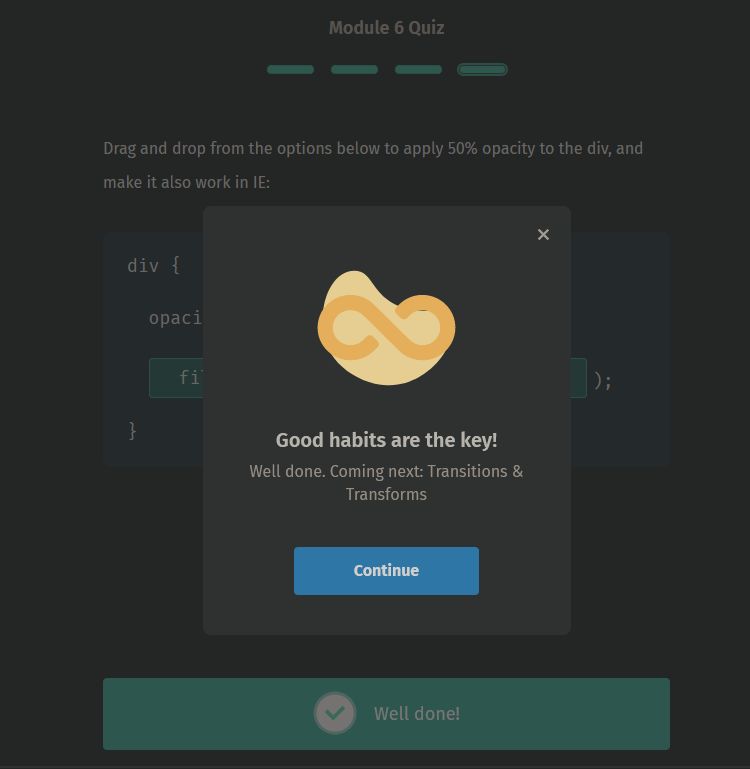 Module 6 Quiz
Drag and drop from the options below to apply 50% opacity to the div, and
make it also work in IE:
div {
opaci
fil
);
}
Good habits are the key!
Well done. Coming next: Transitions &
Transforms
Continue
Well done!